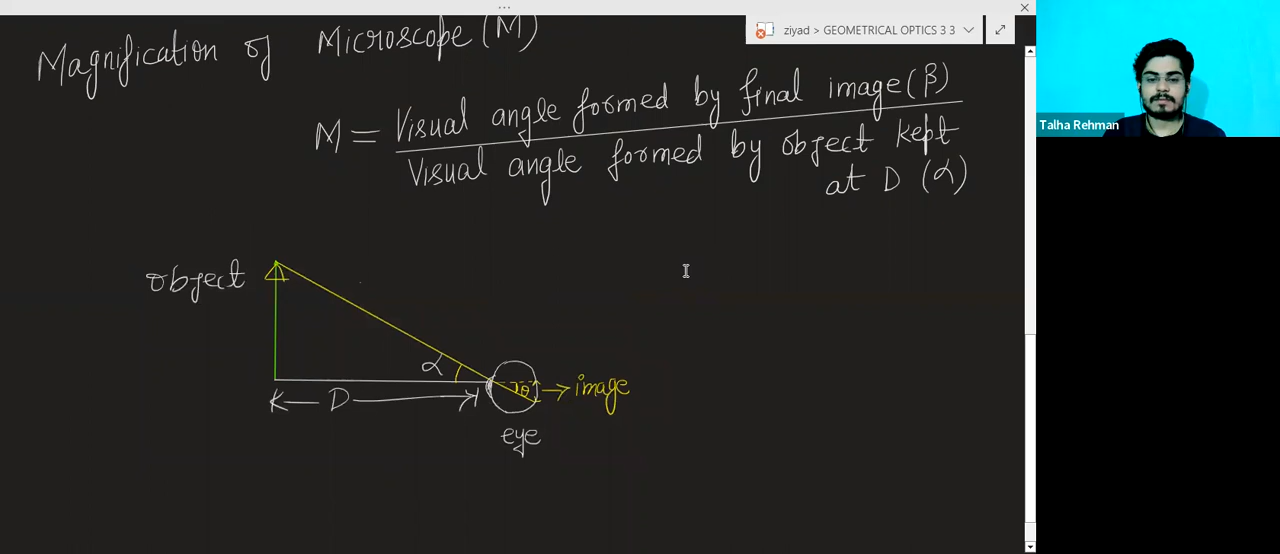 Magnification of Microscope (M)
ziyad > GEOMETRICAL OPTICS 3 3
Talha Rehman
M = Visual angle formed by final image (β)
Visual angle formed by object kept
at D (α)
object
α
θ
image
D
eye